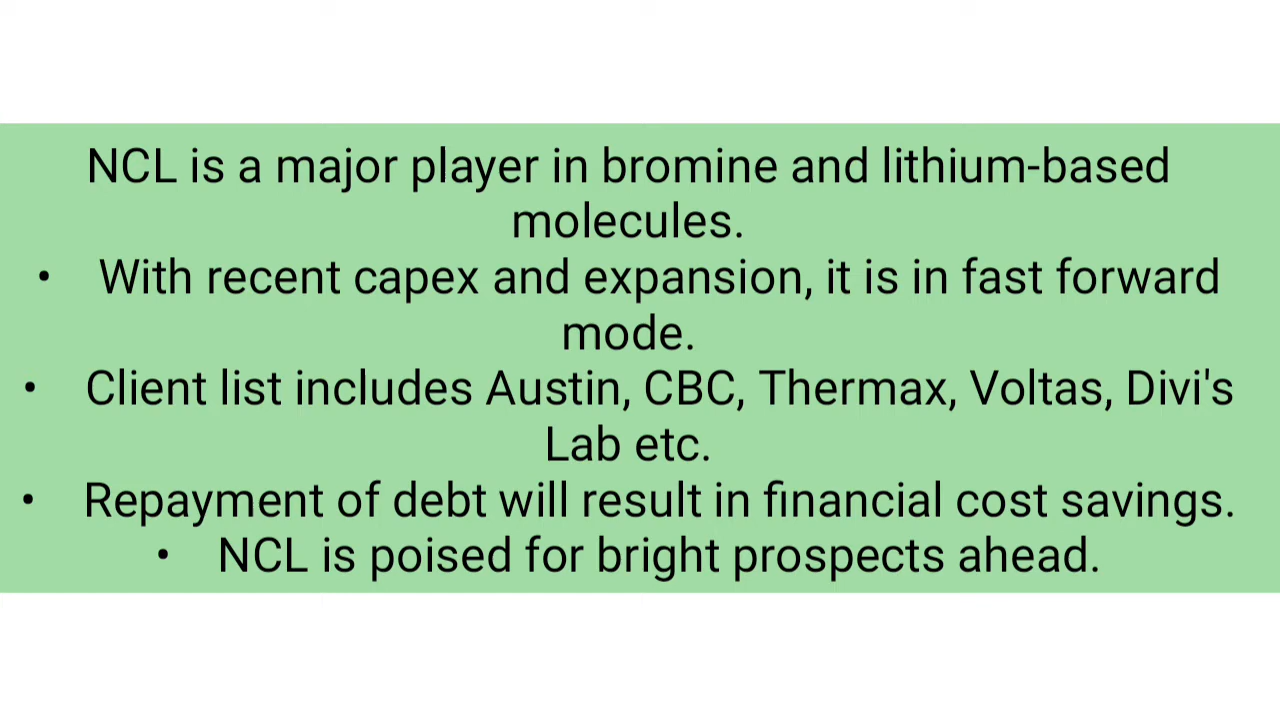 NCL is a major player in bromine and lithium-based
molecules.
• With recent capex and expansion, it is in fast forward
mode.
• Client list includes Austin, CBC, Thermax, Voltas, Divi's
Lab etc.
• Repayment of debt will result in financial cost savings.
• NCL is poised for bright prospects ahead.